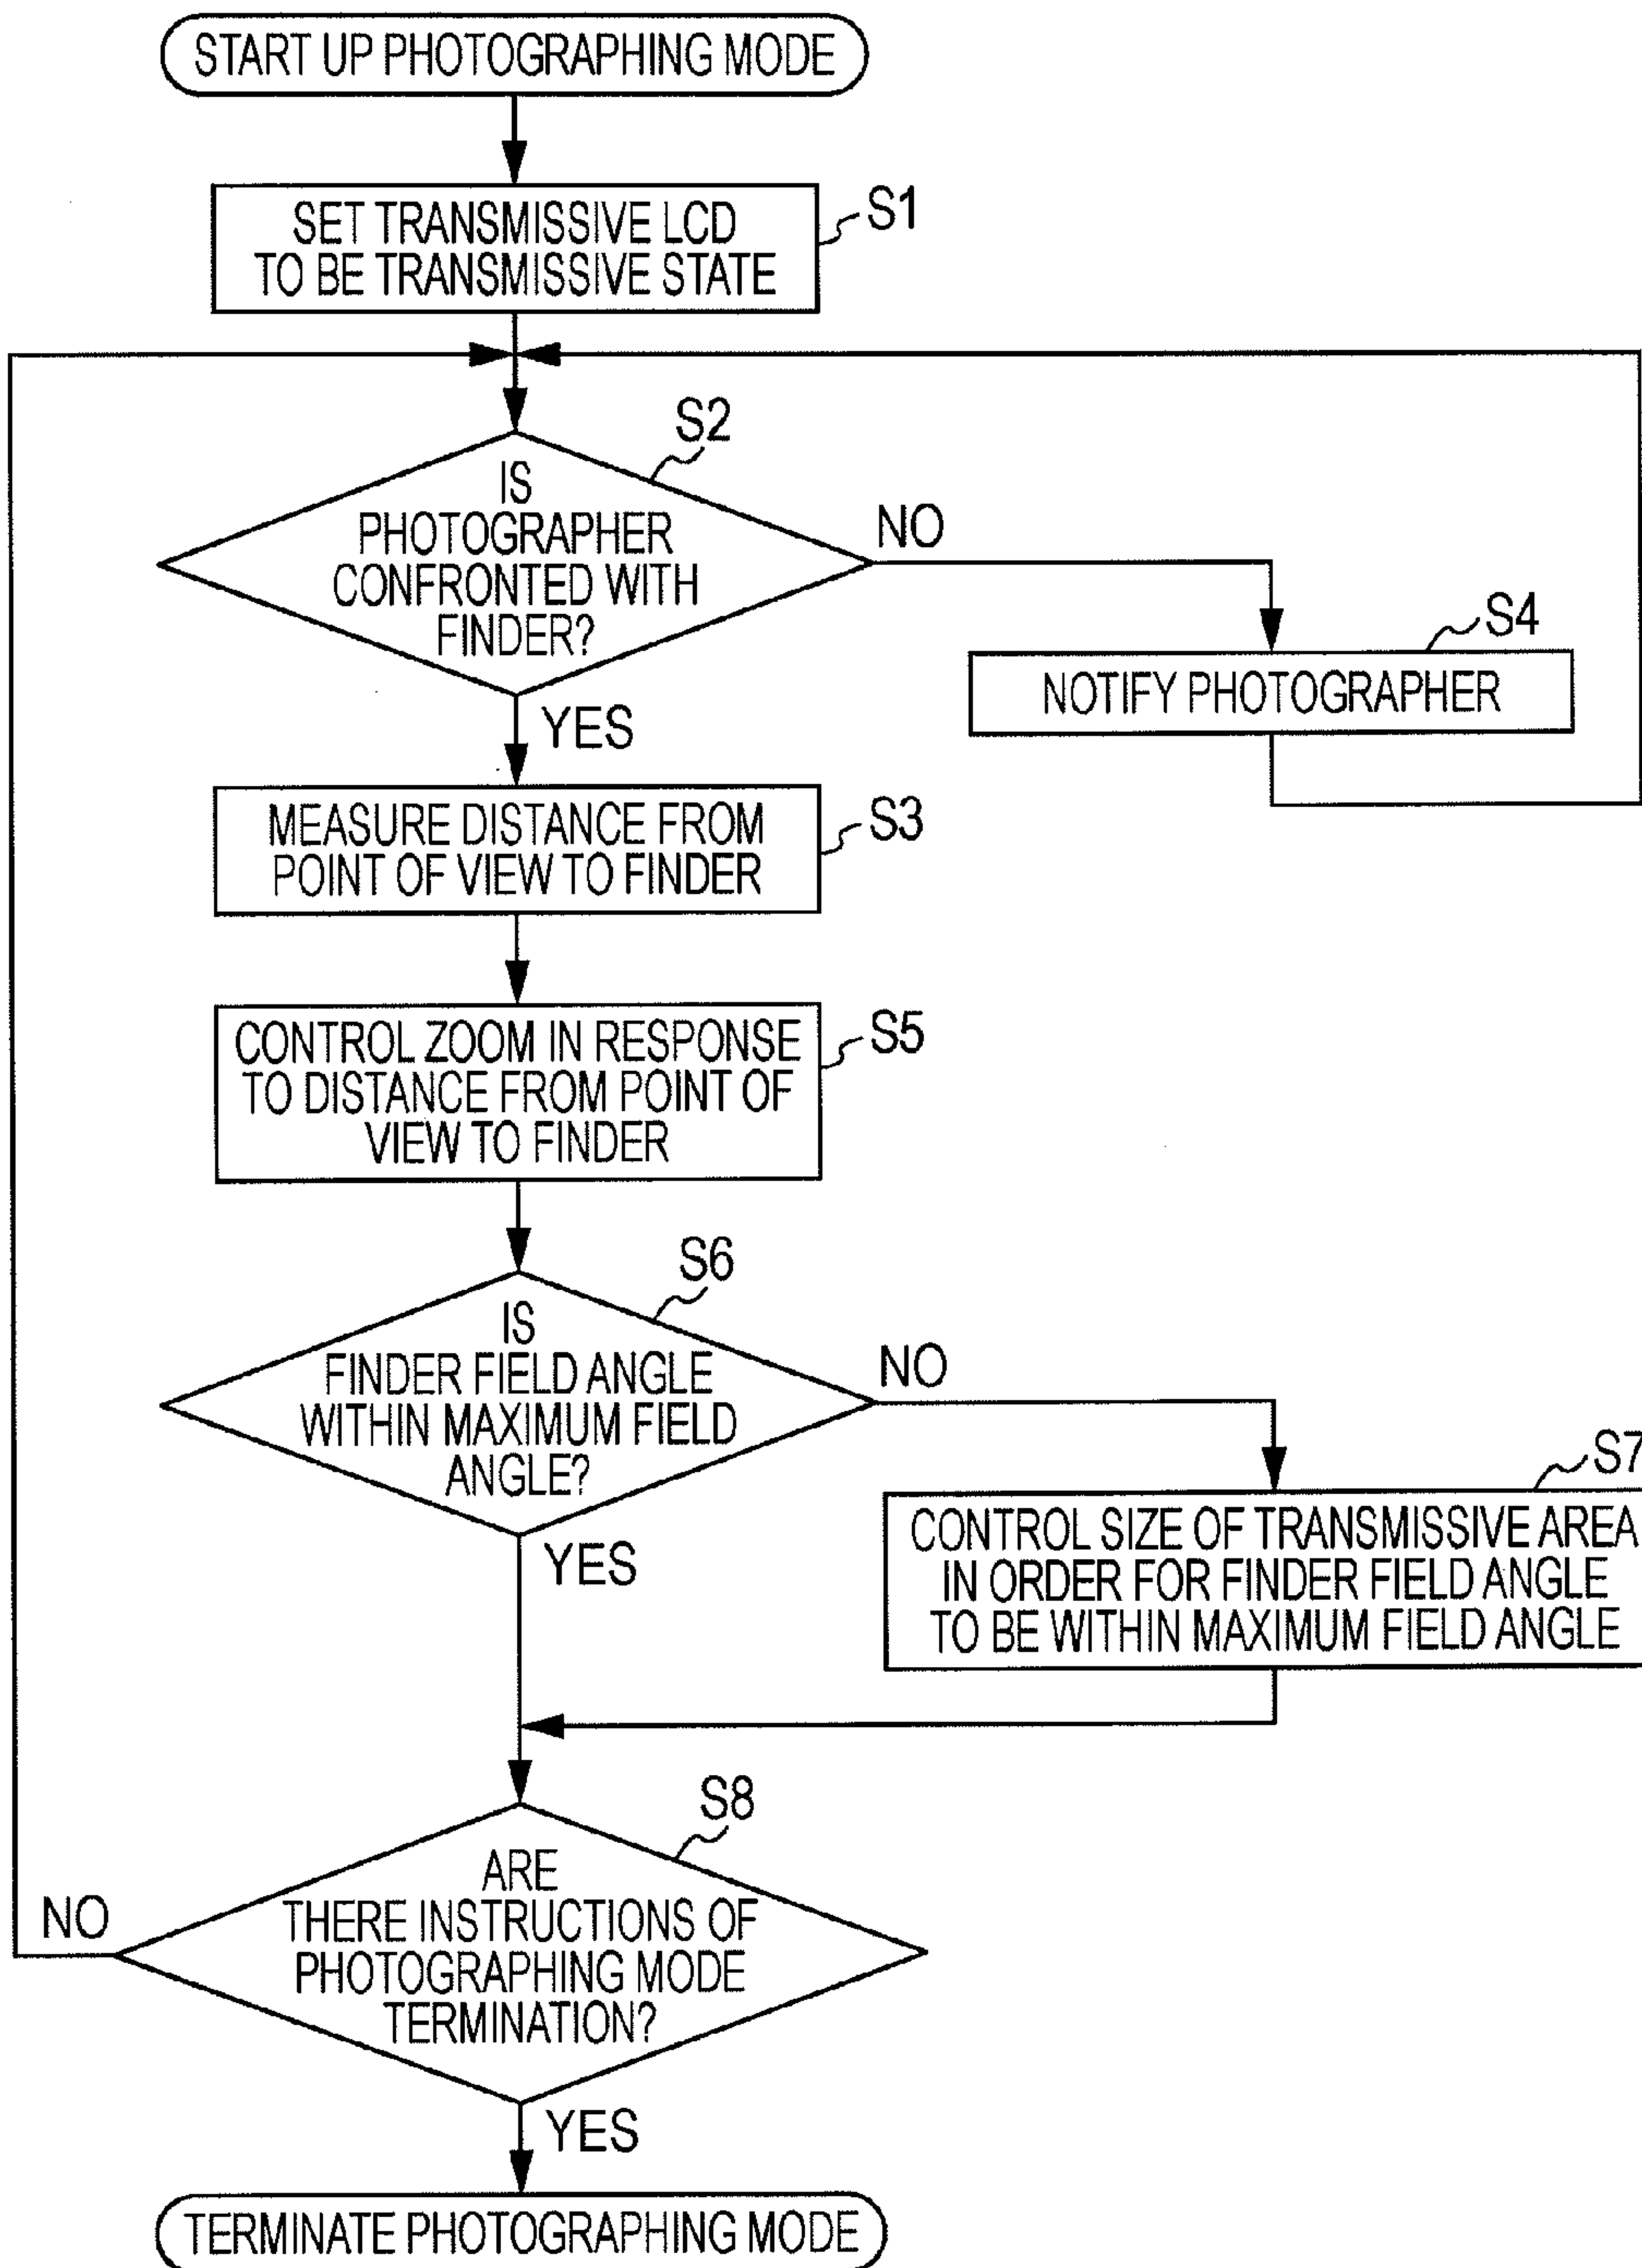 START UP PHOTOGRAPHING MODE
SET TRANSMISSIVE LCD
TO BE TRANSMISSIVE STATE
S1
S2
IS
PHOTOGRAPHER
CONFRONTED WITH
FINDER?
NO
S4
NOTIFY PHOTOGRAPHER
YES
MEASURE DISTANCE FROM
POINT OF VIEW TO FINDER
S3
CONTROL ZOOM IN RESPONSE
TO DISTANCE FROM POINT OF
VIEW TO FINDER
S5
S6
IS
FINDER FIELD ANGLE
WITHIN MAXIMUM FIELD
ANGLE?
NO
S7
CONTROL SIZE OF TRANSMISSIVE AREA
IN ORDER FOR FINDER FIELD ANGLE
TO BE WITHIN MAXIMUM FIELD ANGLE
YES
S8
ARE
THERE INSTRUCTIONS OF
PHOTOGRAPHING MODE
TERMINATION?
NO
YES
TERMINATE PHOTOGRAPHING MODE